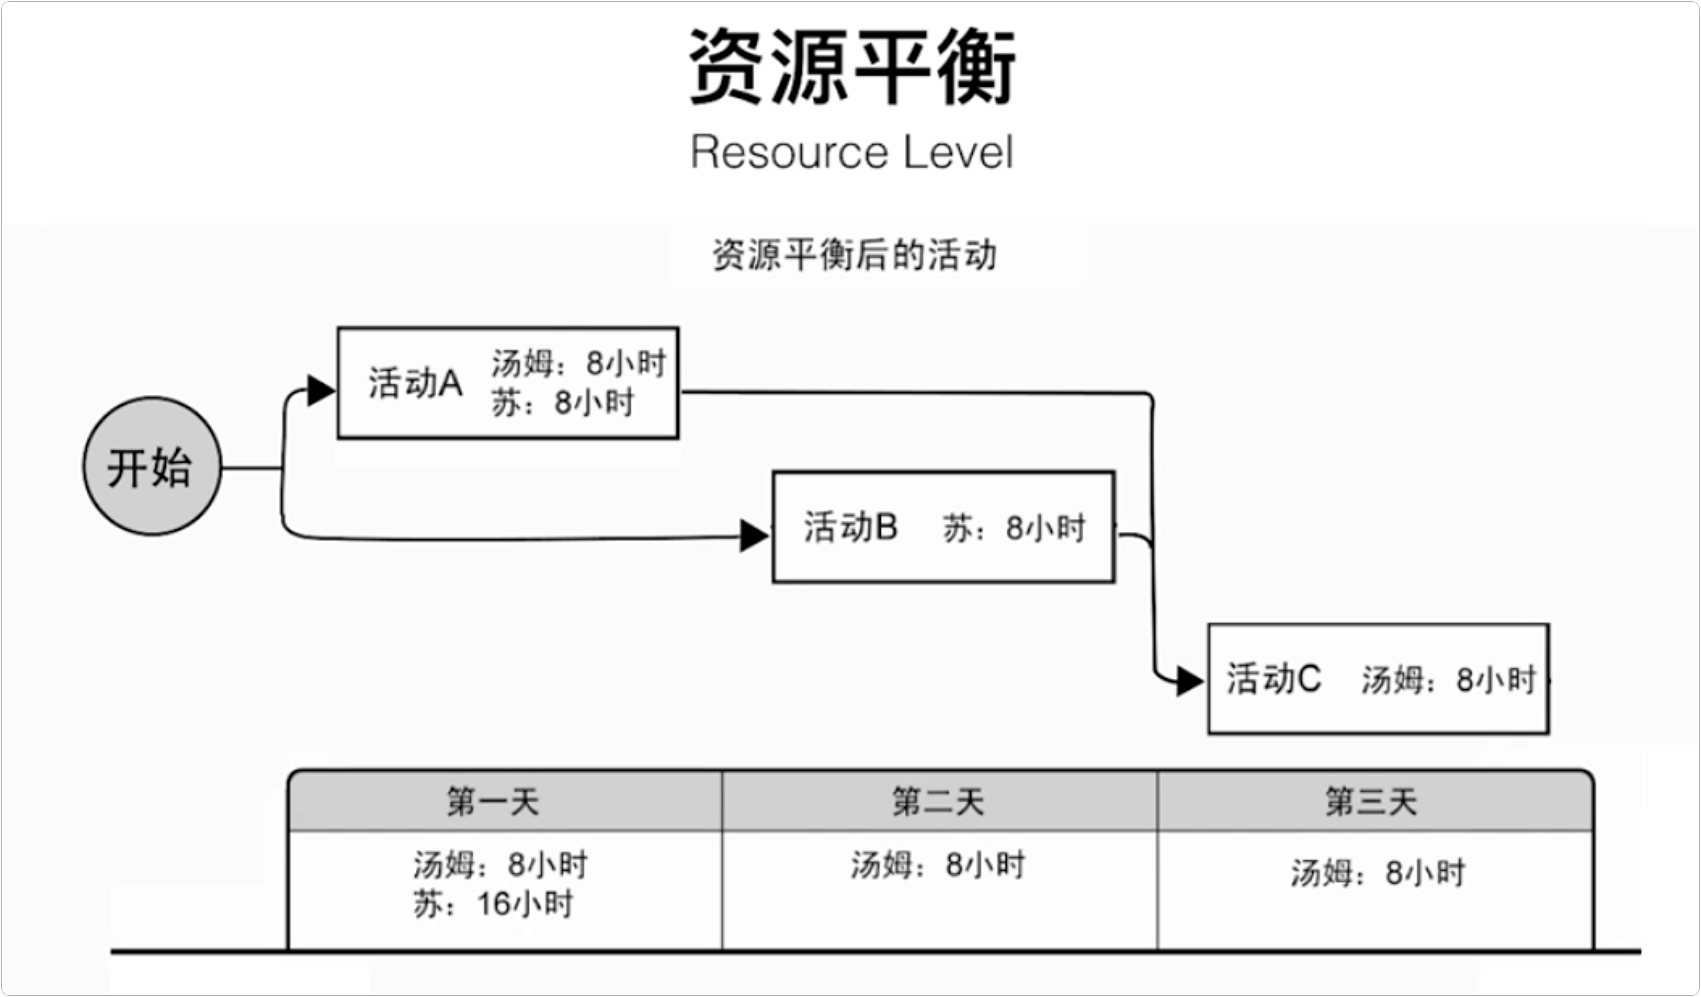 资源平衡
Resource Level
资源平衡后的活动
开始
活动A
汤姆：8小时
苏：8小时
活动B 苏：8小时
活动C 汤姆：8小时
第一天 第二天 第三天
汤姆：8小时
苏：16小时
汤姆：8小时
汤姆：8小时